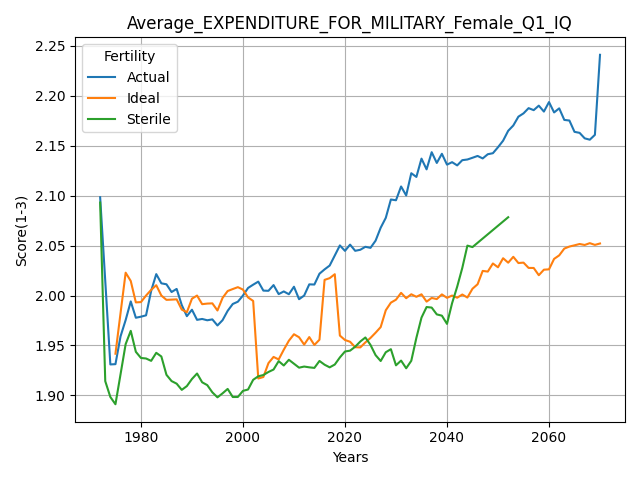 Average_EXPENDITURE_FOR_MILITARY_Female_Q1_IQ
Fertility
Actual
Ideal
Sterile
Score(1-3)
2.25
2.20
2.15
2.10
2.05
2.00
1.95
1.90
1980 2000 2020 2040 2060
Years